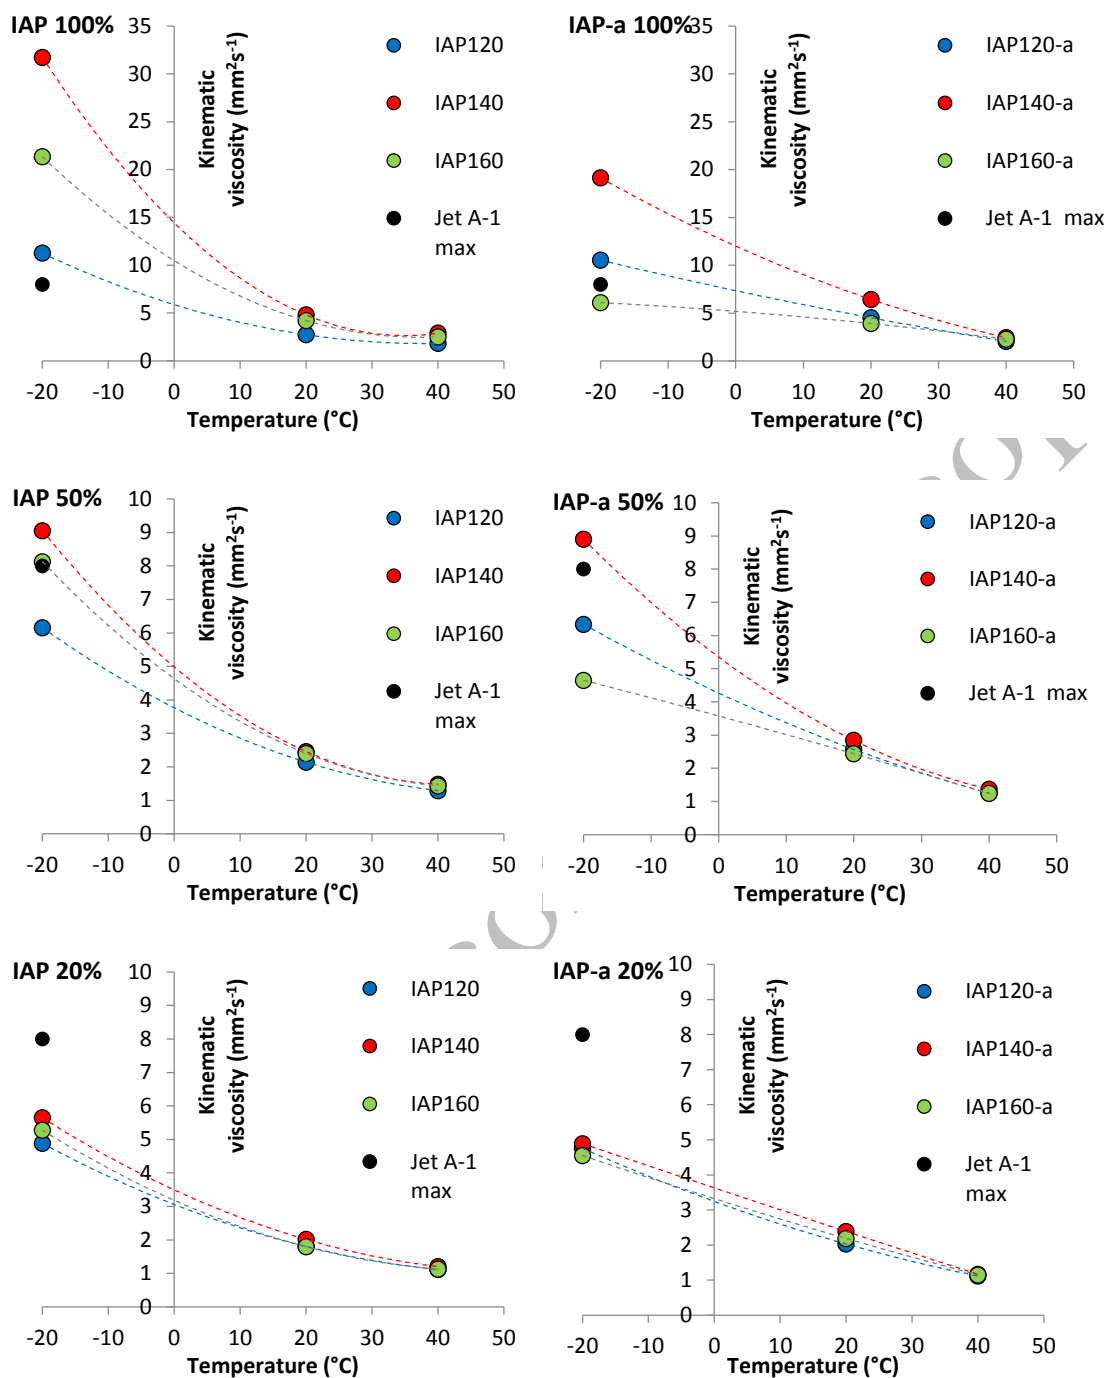 IAP 100%
35
30
25
20
15
10
5
0
Kinematic
viscosity (mm²s⁻¹)
IAP120
IAP140
IAP160
Jet A-1
max
-20 -10 0 10 20 30 40 50
Temperature (°C)
IAP-a 100%
35
30
25
20
15
10
5
0
Kinematic
viscosity (mm²s⁻¹)
IAP120-a
IAP140-a
IAP160-a
Jet A-1 max
-20 -10 0 10 20 30 40 50
Temperature (°C)
IAP 50%
10
9
8
7
6
5
4
3
2
1
0
Kinematic
viscosity (mm²s⁻¹)
IAP120
IAP140
IAP160
Jet A-1
max
-20 -10 0 10 20 30 40 50
Temperature (°C)
IAP-a 50%
10
9
8
7
6
5
4
3
2
1
0
Kinematic
viscosity (mm²s⁻¹)
IAP120-a
IAP140-a
IAP160-a
Jet A-1 max
-20 -10 0 10 20 30 40 50
Temperature (°C)
IAP 20%
10
9
8
7
6
5
4
3
2
1
0
Kinematic
viscosity (mm²s⁻¹)
IAP120
IAP140
IAP160
Jet A-1
max
-20 -10 0 10 20 30 40 50
Temperature (°C)
IAP-a 20%
10
9
8
7
6
5
4
3
2
1
0
Kinematic
viscosity (mm²s⁻¹)
IAP120-a
IAP140-a
IAP160-a
Jet A-1
max
-20 -10 0 10 20 30 40 50
Temperature (°C)